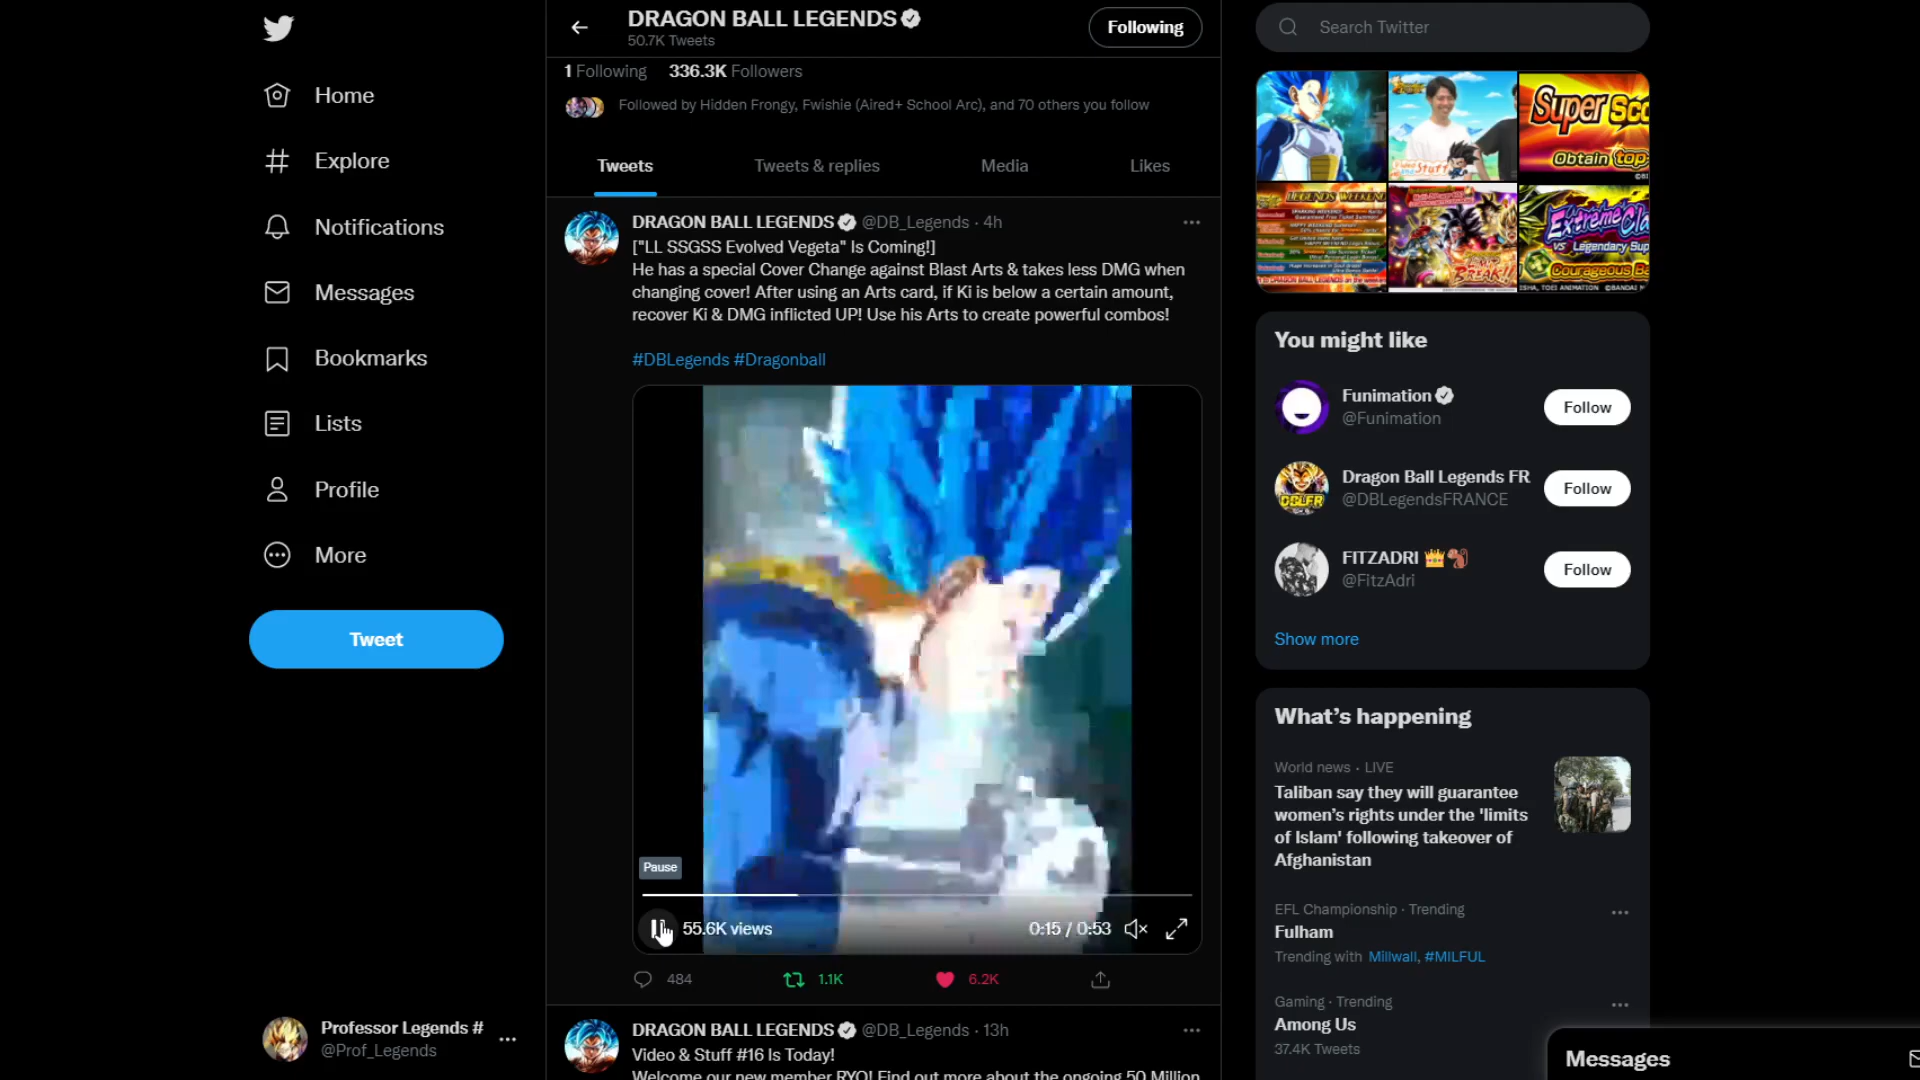 Home
Explore
Notifications
Messages
Bookmarks
Lists
Profile
More
Tweet
Professor Legends #
@Prof_Legends
DRAGON BALL LEGENDS
50.7K Tweets
Following
1 Following 336.3K Followers
Followed by Hidden Frongy, Fwishie (Aired+ School Arc), and 70 others you follow
Tweets Tweets & replies Media Likes
DRAGON BALL LEGENDS @DB_Legends · 4h
["LL SSGSS Evolved Vegeta" Is Coming!]
He has a special Cover Change against Blast Arts & takes less DMG when
changing cover! After using an Arts card, if Ki is below a certain amount,
recover Ki & DMG inflicted UP! Use his Arts to create powerful combos!
#DBLegends #Dragonball
Pause
55.6K views 0:15 / 0:53
484 1.1K 6.2K
DRAGON BALL LEGENDS @DB_Legends · 13h
Video & Stuff #16 Is Today!
Welcome our new member RYO! Find out more about the ongoing 50 Million
Search Twitter
Super Sco
Obtain top
LEGENDS WEEKEND
BREAK!!
Extreme Cla
VS Legendary Sup
Courageous Ba
You might like
Funimation
@Funimation
Follow
Dragon Ball Legends FR
@DBLegendsFRANCE
Follow
DBLFR
FITZADRI
@FitzAdri
Follow
Show more
What's happening
World news · LIVE
Taliban say they will guarantee
women's rights under the 'limits
of Islam' following takeover of
Afghanistan
EFL Championship · Trending
Fulham
Trending with Millwall, #MILFUL
Gaming · Trending
Among Us
37.4K Tweets
Messages